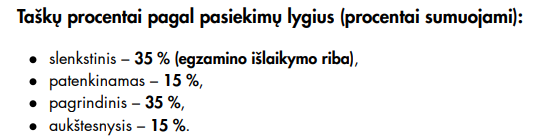 Taškų procentai pagal pasiekimų lygius (procentai sumuojami):
• slenkstinis – 35 % (egzamino išlaikymo riba),
• patenkinamas – 15 %,
• pagrindinis – 35 %,
• aukštesnysis – 15 %.